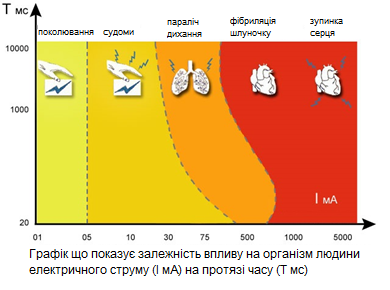 Т мс
поколювання судоми параліч дихання фібриляція шлуночку зупинка серця
10000
1000
20
І мА
01 05 10 30 75 500 1000 5000
Графік що показує залежність впливу на організм людини
електричного струму (І мА) на протязі часу (Т мс)